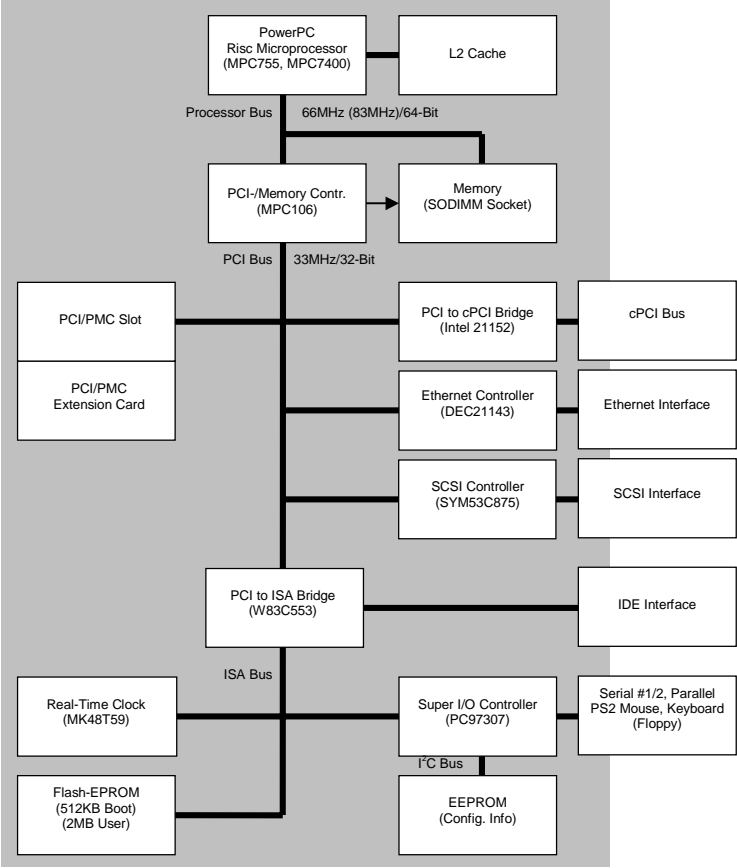 PowerPC
Risc Microprocessor
(MPC755, MPC7400)
L2 Cache
Processor Bus
66MHz (83MHz)/64-Bit
PCI-/Memory Contr.
(MPC106)
Memory
(SODIMM Socket)
PCI Bus
33MHz/32-Bit
PCI/PMC Slot
PCI to cPCI Bridge
(Intel 21152)
cPCI Bus
PCI/PMC
Extension Card
Ethernet Controller
(DEC21143)
Ethernet Interface
SCSI Controller
(SYM53C875)
SCSI Interface
PCI to ISA Bridge
(W83C553)
IDE Interface
ISA Bus
Real-Time Clock
(MK48T59)
Super I/O Controller
(PC97307)
Serial #1/2, Parallel
PS2 Mouse, Keyboard
(Floppy)
I²C Bus
Flash-EPROM
(512KB Boot)
(2MB User)
EEPROM
(Config. Info)